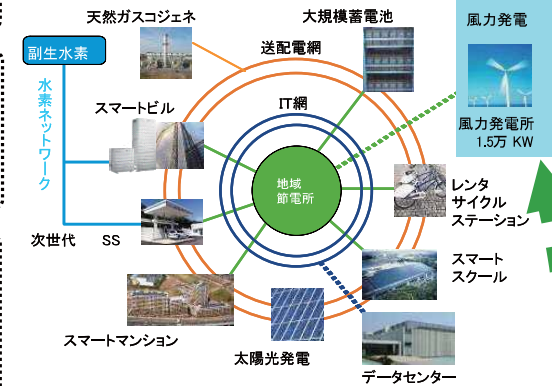 天然ガスコジェネ
大規模蓄電池
風力発電
副生水素
送配電網
水素ネットワーク
スマートビル
IT網
風力発電所
1.5万 KW
地域
節電所
レンタ
サイクル
ステーション
次世代 SS
スマート
スクール
スマートマンション
太陽光発電
データセンター